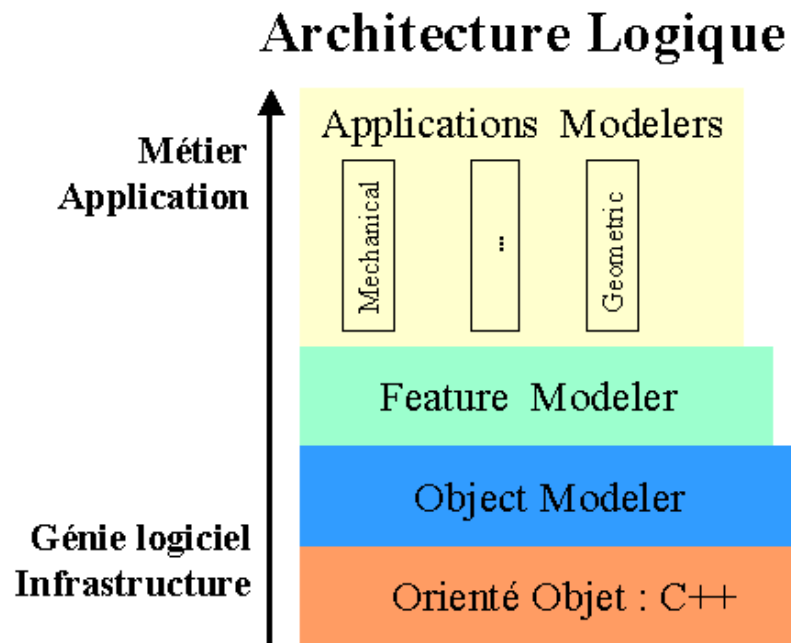 Architecture Logique
Métier
Application
Applications Modelers
Mechanical
...
Geometric
Feature Modeler
Object Modeler
Génie logiciel
Infrastructure
Orienté Objet : C++